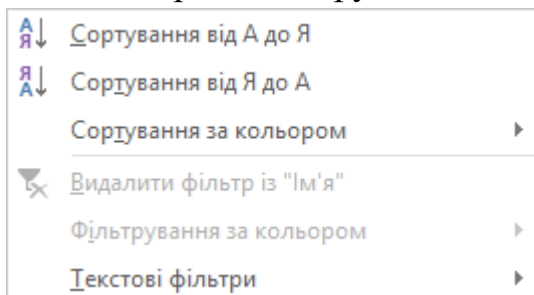 Сортування від А до Я
Сортування від Я до А
Сортування за кольором
Видалити фільтр із "Ім'я"
Фільтрування за кольором
Текстові фільтри